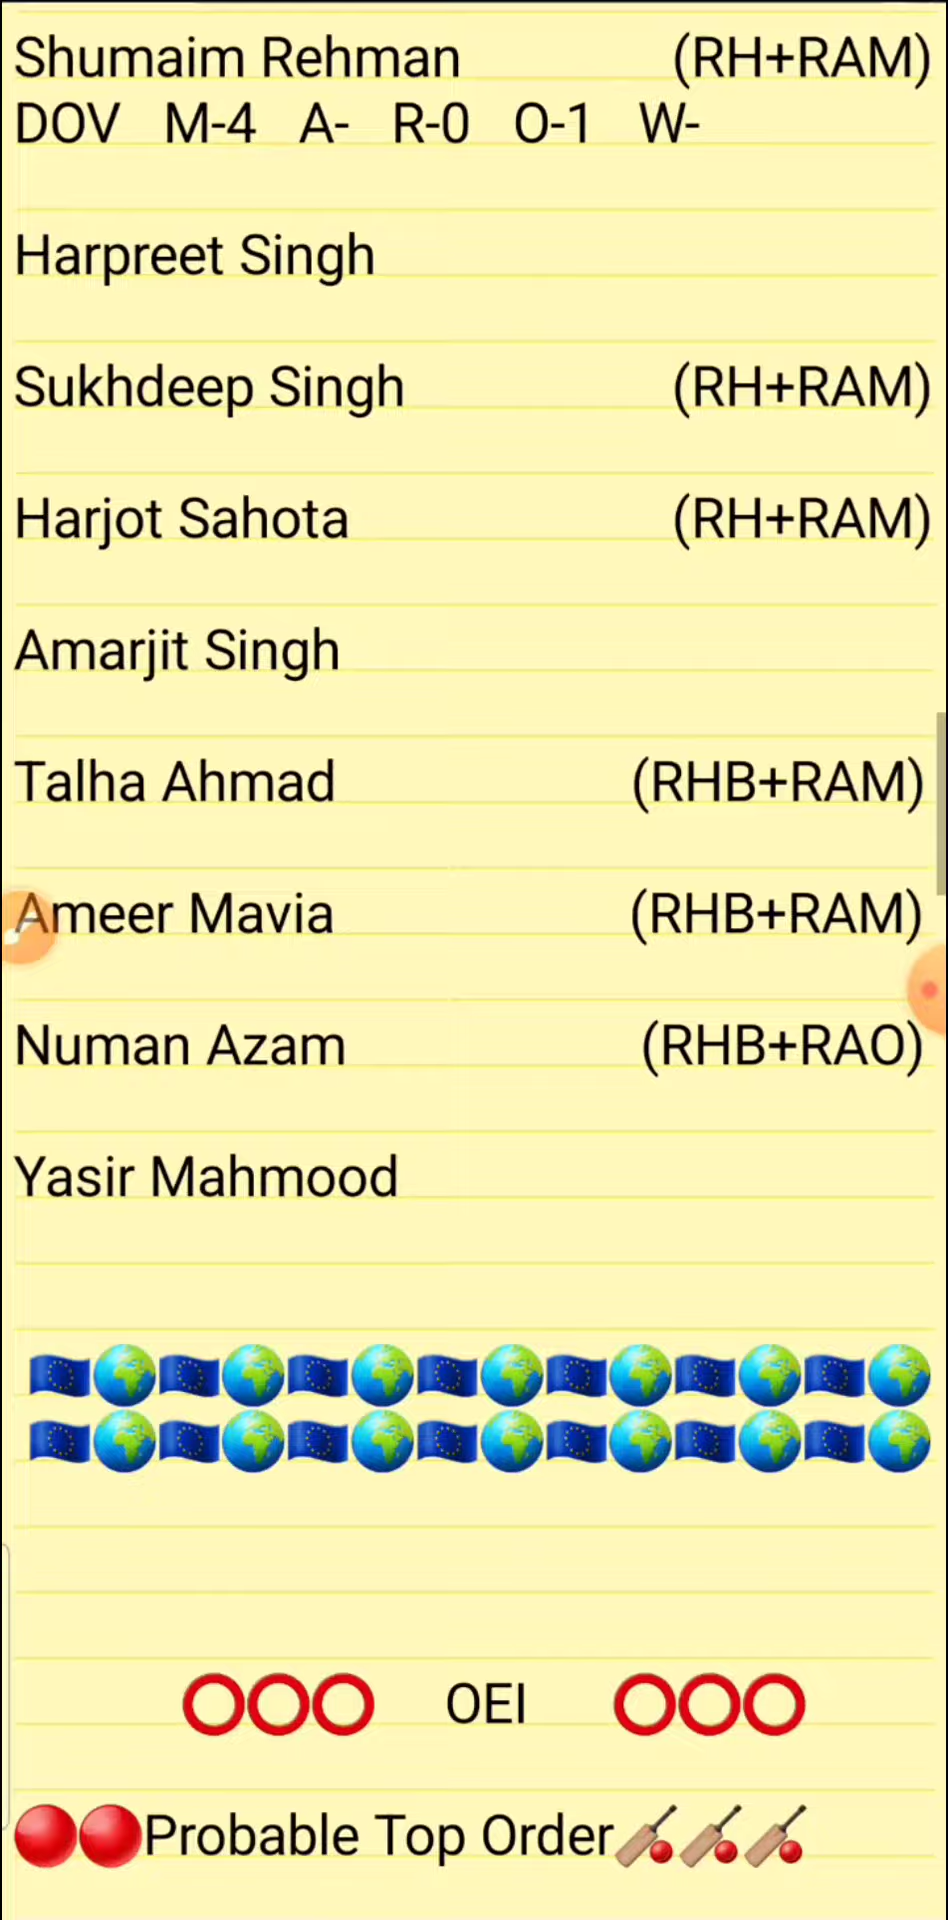 Shumaim Rehman (RH+RAM)
DOV M-4 A- R-0 O-1 W-
Harpreet Singh
Sukhdeep Singh (RH+RAM)
Harjot Sahota (RH+RAM)
Amarjit Singh
Talha Ahmad (RHB+RAM)
Ameer Mavia (RHB+RAM)
Numan Azam (RHB+RAO)
Yasir Mahmood
OEI
Probable Top Order